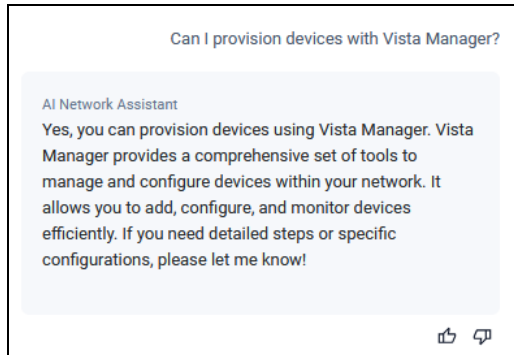 Can I provision devices with Vista Manager?
AI Network Assistant
Yes, you can provision devices using Vista Manager. Vista
Manager provides a comprehensive set of tools to
manage and configure devices within your network. It
allows you to add, configure, and monitor devices
efficiently. If you need detailed steps or specific
configurations, please let me know!